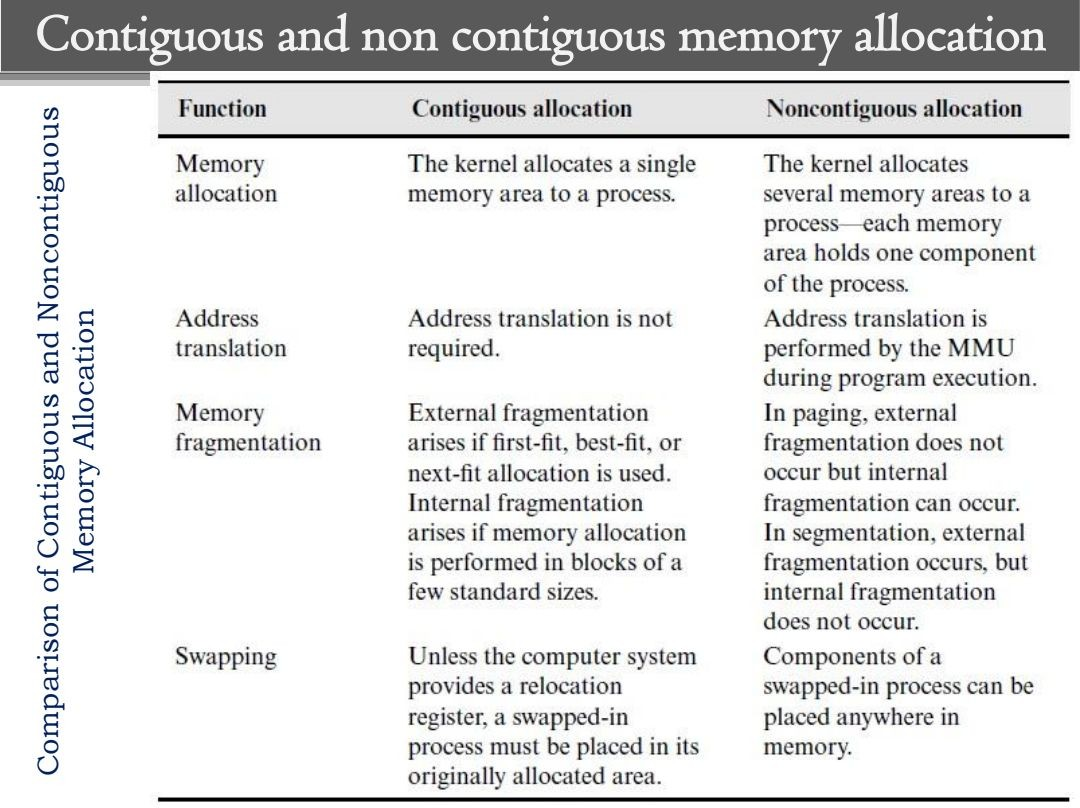 Contiguous and non contiguous memory allocation
Comparison of Contiguous and Noncontiguous
Memory Allocation
Function Contiguous allocation Noncontiguous allocation
Memory
allocation
The kernel allocates a single
memory area to a process.
The kernel allocates
several memory areas to a
process—each memory
area holds one component
of the process.
Address
translation
Address translation is not
required.
Address translation is
performed by the MMU
during program execution.
Memory
fragmentation
External fragmentation
arises if first-fit, best-fit, or
next-fit allocation is used.
Internal fragmentation
arises if memory allocation
is performed in blocks of a
few standard sizes.
In paging, external
fragmentation does not
occur but internal
fragmentation can occur.
In segmentation, external
fragmentation occurs, but
internal fragmentation
does not occur.
Swapping
Unless the computer system
provides a relocation
register, a swapped-in
process must be placed in its
originally allocated area.
Components of a
swapped-in process can be
placed anywhere in
memory.